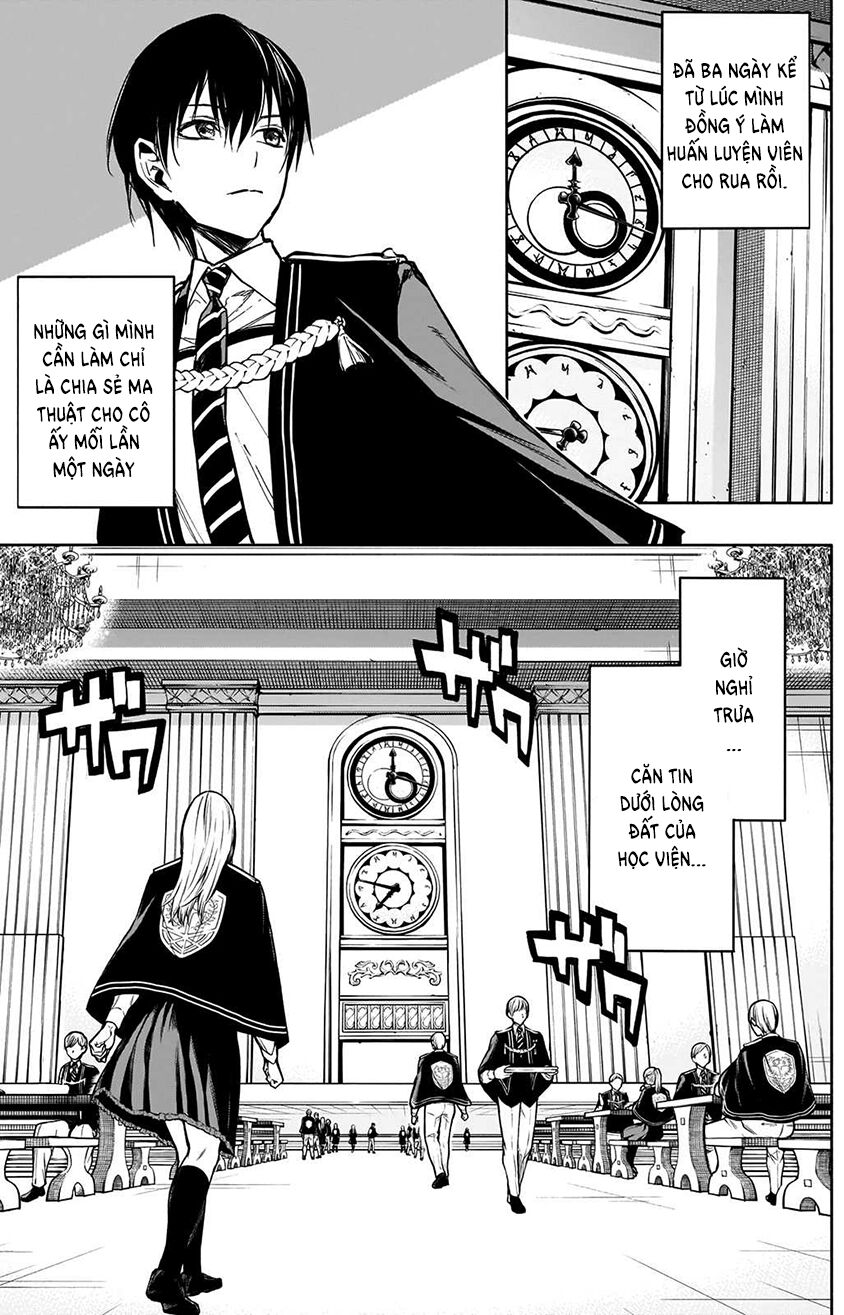 ĐÃ BA NGÀY KỂ
TỪ LÚC MÌNH
ĐỒNG Ý LÀM
HUẤN LUYỆN VIÊN
CHO RUA RỒI.
NHỮNG GÌ MÌNH
CẦN LÀM CHỈ
LÀ CHIA SẺ MA
THUẬT CHO CÔ
ẤY MỖI LẦN
MỘT NGÀY
GIỜ
NGHỈ
TRƯA
...
CĂN TIN
DƯỚI LÒNG
ĐẤT CỦA
HỌC VIỆN...
ザワ
ザワ
ザワ